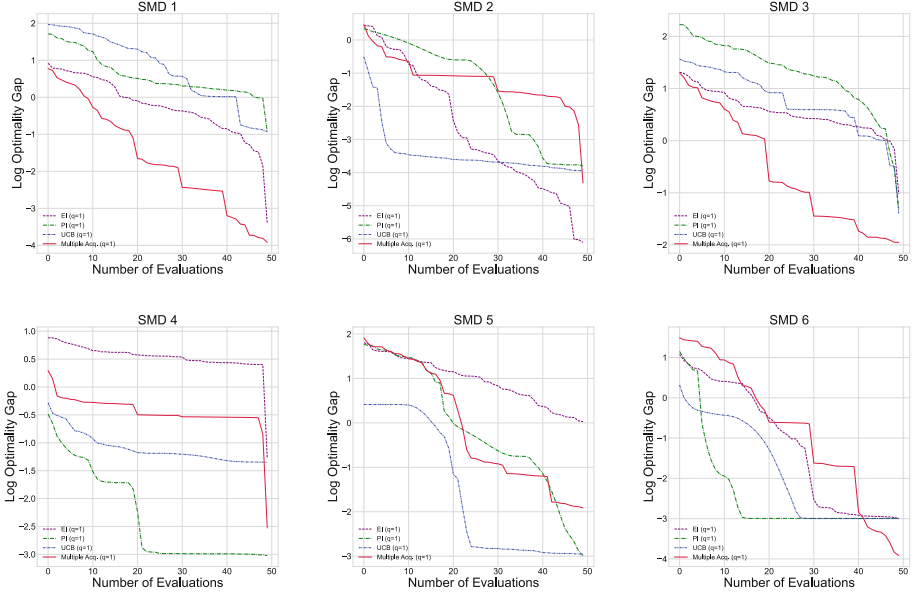 SMD 1
Log Optimality Gap
2
1
0
−1
−2
−3
−4
EI (q=1)
PI (q=1)
UCB (q=1)
Multiple Acq. (q=1)
0 10 20 30 40 50
Number of Evaluations
SMD 2
Log Optimality Gap
0
−1
−2
−3
−4
−5
−6
EI (q=1)
PI (q=1)
UCB (q=1)
Multiple Acq. (q=1)
0 10 20 30 40 50
Number of Evaluations
SMD 3
Log Optimality Gap
2
1
0
−1
−2
EI (q=1)
PI (q=1)
UCB (q=1)
Multiple Acq. (q=1)
0 10 20 30 40 50
Number of Evaluations
SMD 4
Log Optimality Gap
1.0
0.5
0.0
−0.5
−1.0
−1.5
−2.0
−2.5
−3.0
EI (q=1)
PI (q=1)
UCB (q=1)
Multiple Acq. (q=1)
0 10 20 30 40 50
Number of Evaluations
SMD 5
Log Optimality Gap
2
1
0
−1
−2
−3
EI (q=1)
PI (q=1)
UCB (q=1)
Multiple Acq. (q=1)
0 10 20 30 40 50
Number of Evaluations
SMD 6
Log Optimality Gap
1
0
−1
−2
−3
−4
EI (q=1)
PI (q=1)
UCB (q=1)
Multiple Acq. (q=1)
0 10 20 30 40 50
Number of Evaluations